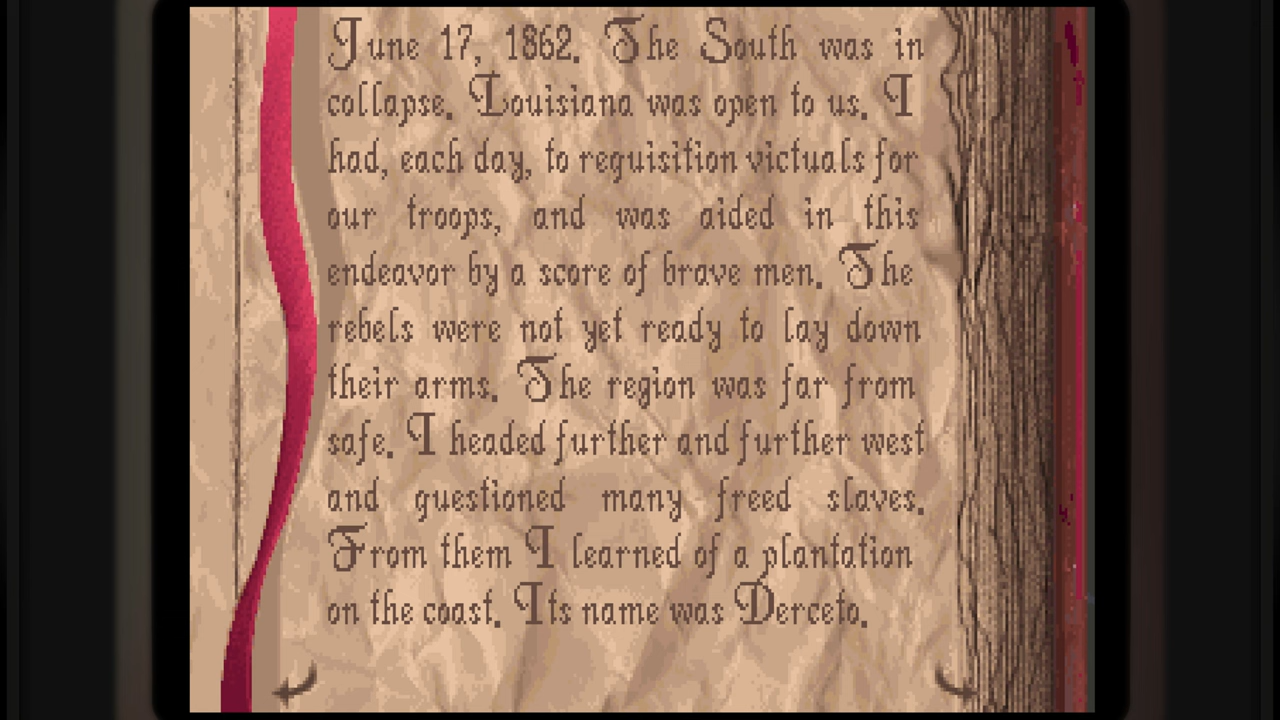 June 17, 1862. The South was in
collapse. Louisiana was open to us. I
had, each day, to requisition victuals for
our troops, and was aided in this
endeavor by a score of brave men. The
rebels were not yet ready to lay down
their arms. The region was far from
safe. I headed further and further west
and questioned many freed slaves.
From them I learned of a plantation
on the coast. Its name was Derceto.